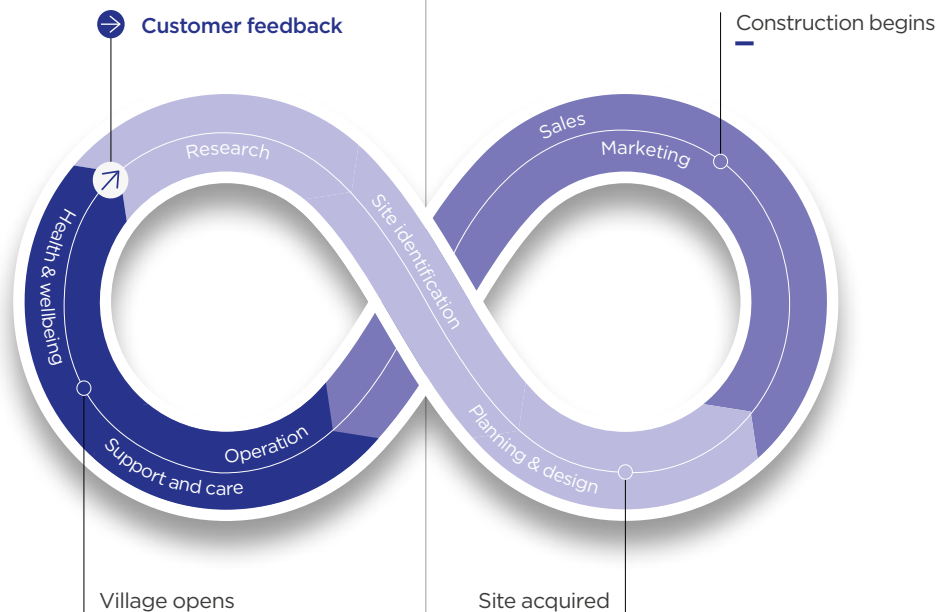 Customer feedback
Construction begins
Research
Site identification
Sales
Marketing
Health & wellbeing
Operation
Support and care
Planning & design
Village opens
Site acquired